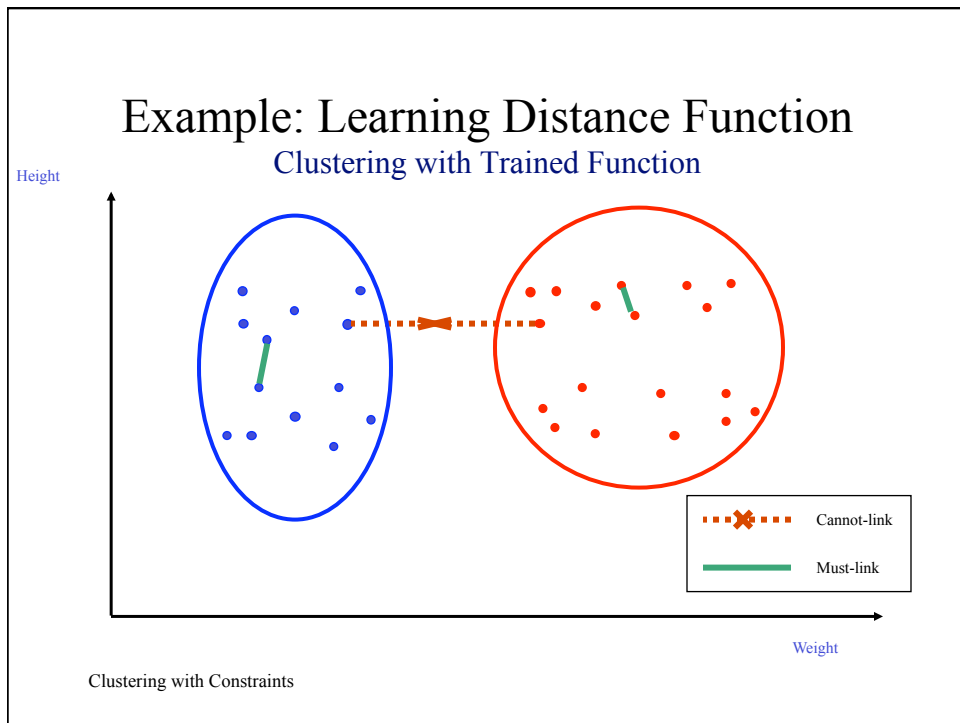 Example: Learning Distance Function
Clustering with Trained Function
Height
Cannot-link
Must-link
Weight
Clustering with Constraints